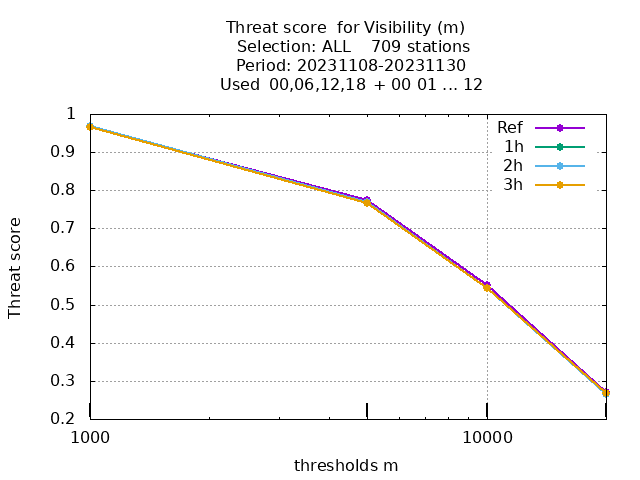 Threat score  for Visibility (m)
Selection: ALL    709 stations
Period: 20231108-20231130
Used  00,06,12,18  + 00 01 ... 12
Ref
1h
2h
3h
1
0.9
0.8
0.7
0.6
0.5
0.4
0.3
0.2
Threat score
1000
10000
thresholds m